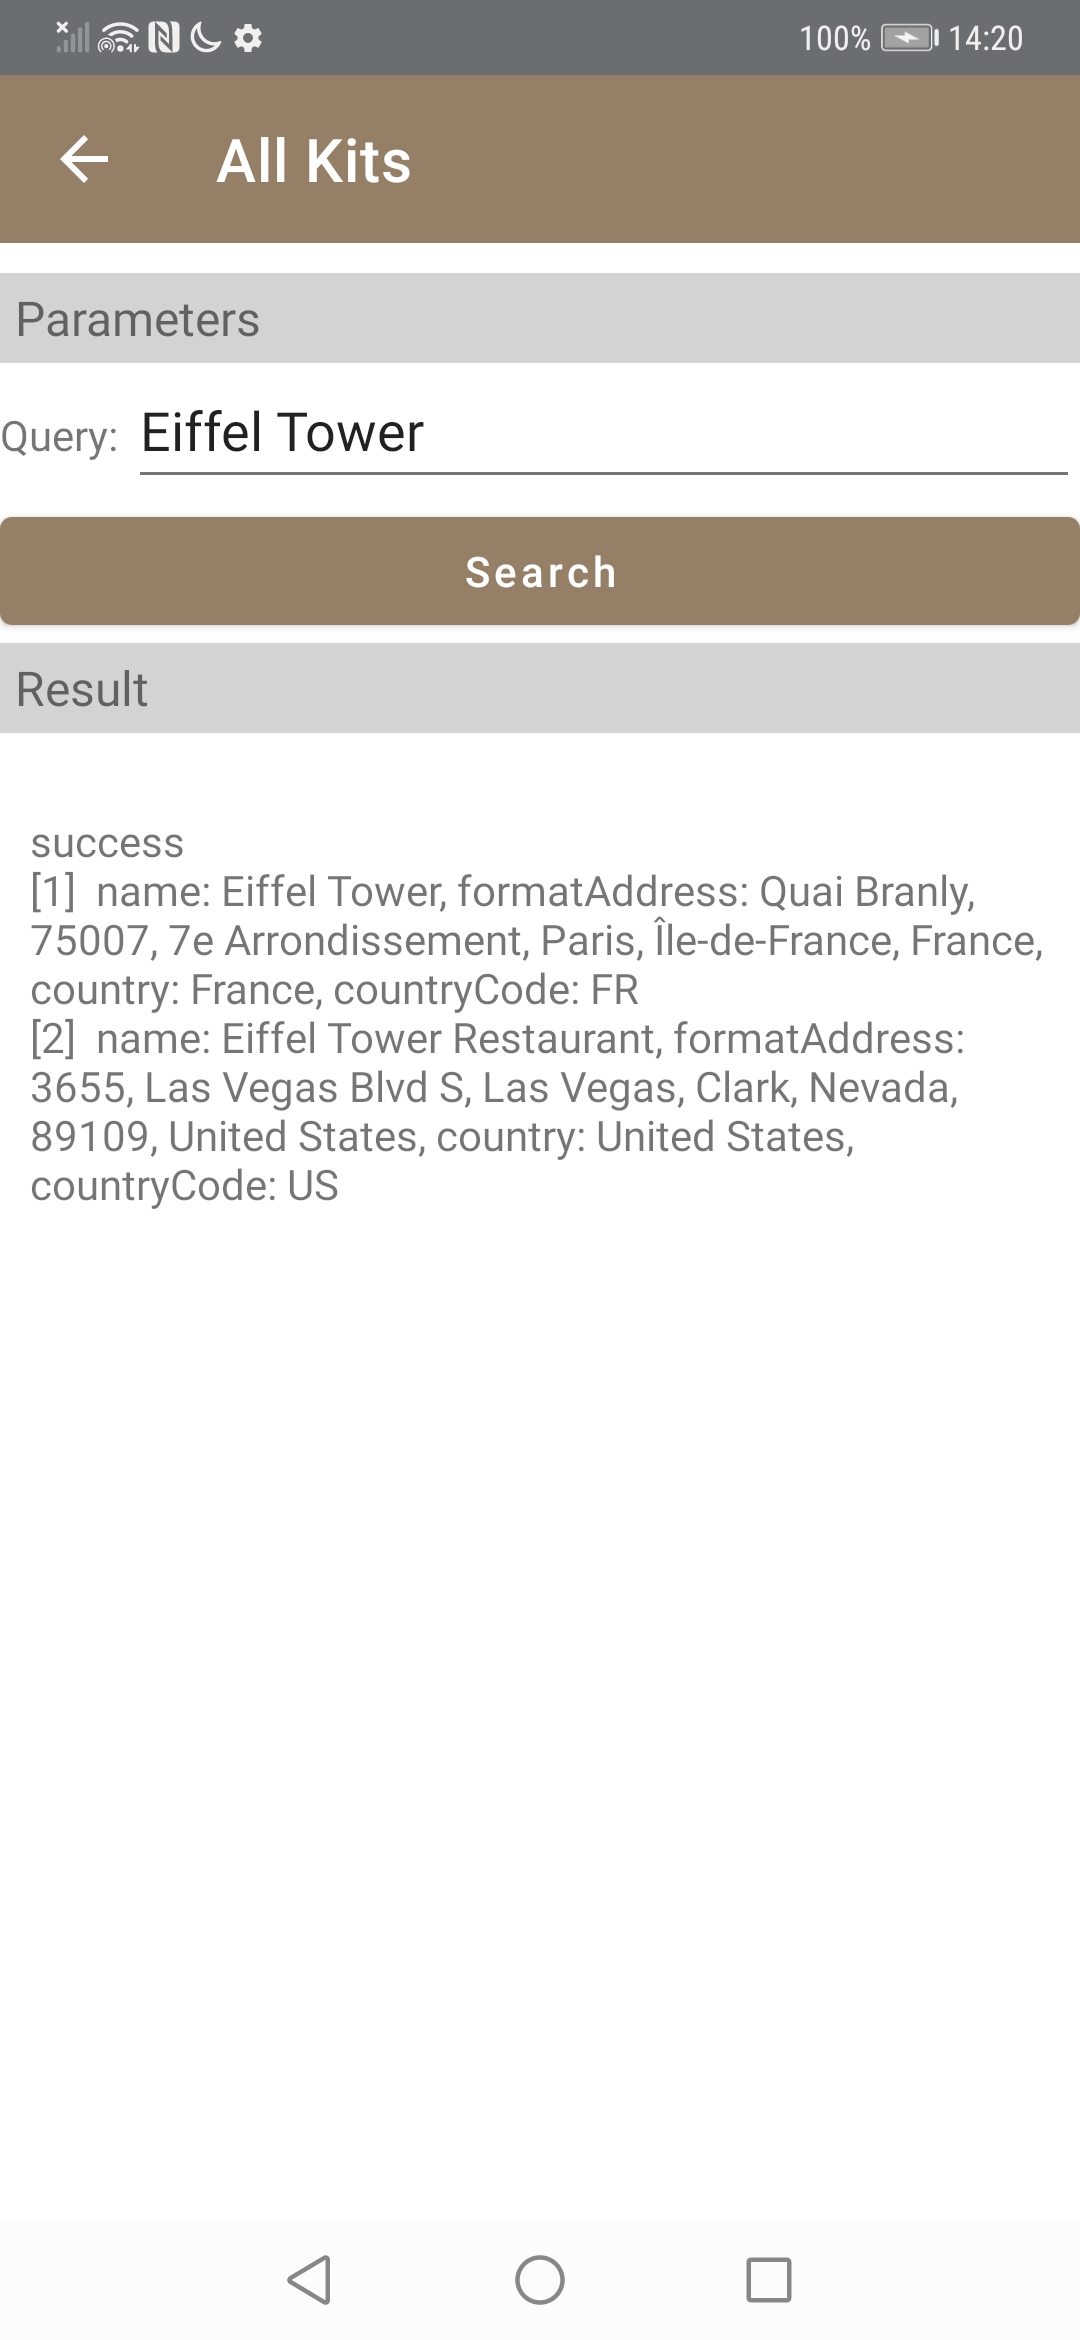 100% 14:20
All Kits
Parameters
Query: Eiffel Tower
Search
Result
success
[1]  name: Eiffel Tower, formatAddress: Quai Branly,
75007, 7e Arrondissement, Paris, Île-de-France, France,
country: France, countryCode: FR
[2]  name: Eiffel Tower Restaurant, formatAddress:
3655, Las Vegas Blvd S, Las Vegas, Clark, Nevada,
89109, United States, country: United States,
countryCode: US